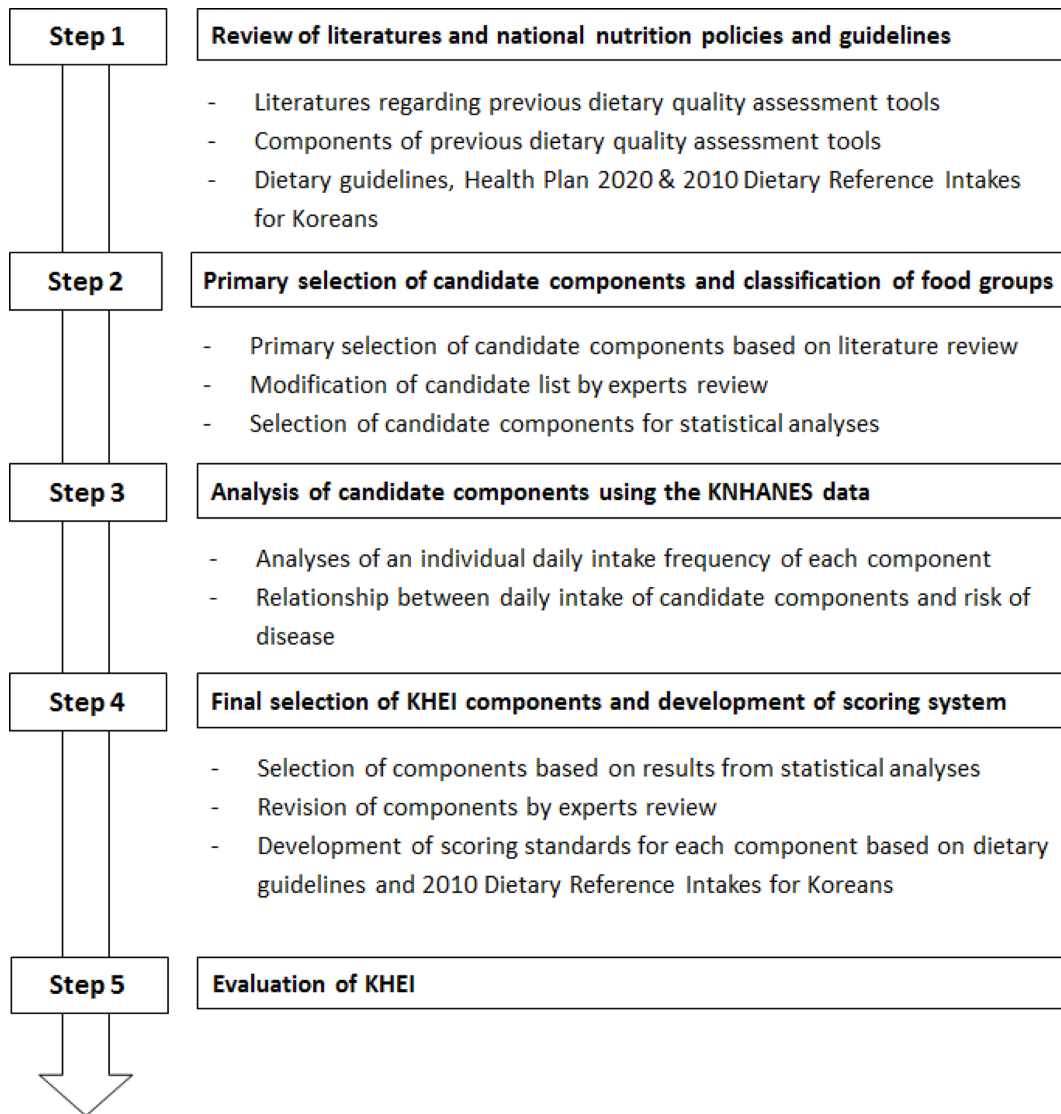 Step 1
Review of literatures and national nutrition policies and guidelines
- Literatures regarding previous dietary quality assessment tools
- Components of previous dietary quality assessment tools
- Dietary guidelines, Health Plan 2020 & 2010 Dietary Reference Intakes
for Koreans
Step 2
Primary selection of candidate components and classification of food groups
- Primary selection of candidate components based on literature review
- Modification of candidate list by experts review
- Selection of candidate components for statistical analyses
Step 3
Analysis of candidate components using the KNHANES data
- Analyses of an individual daily intake frequency of each component
- Relationship between daily intake of candidate components and risk of
disease
Step 4
Final selection of KHEI components and development of scoring system
- Selection of components based on results from statistical analyses
- Revision of components by experts review
- Development of scoring standards for each component based on dietary
guidelines and 2010 Dietary Reference Intakes for Koreans
Step 5
Evaluation of KHEI